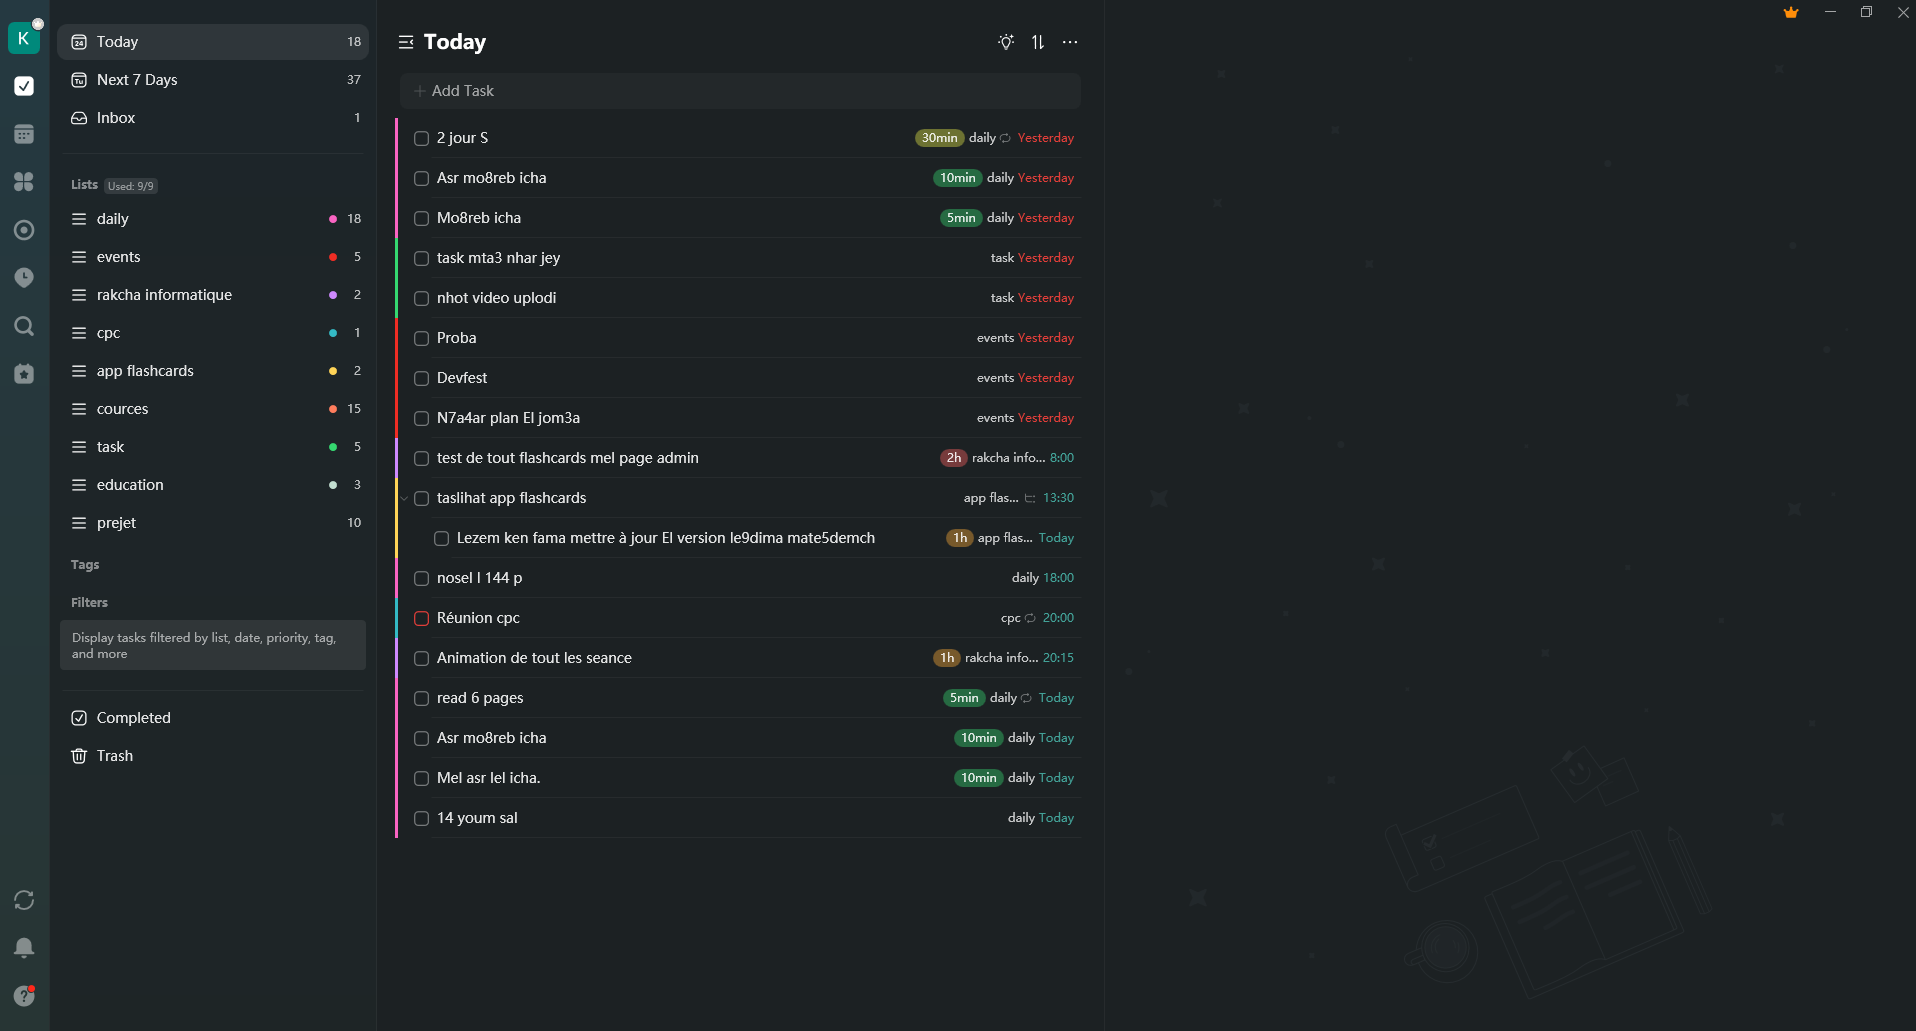 K
24 Today 18
Tu Next 7 Days 37
Inbox 1
Lists Used: 9/9
daily 18
events 5
rakcha informatique 2
cpc 1
app flashcards 2
cources 15
task 5
education 3
prejet 10
Tags
Filters
Display tasks filtered by list, date, priority, tag,
and more
Completed
Trash
?
Today
+ Add Task
2 jour S 30min daily Yesterday
Asr mo8reb icha 10min daily Yesterday
Mo8reb icha 5min daily Yesterday
task mta3 nhar jey task Yesterday
nhot video uplodi task Yesterday
Proba events Yesterday
Devfest events Yesterday
N7a4ar plan El jom3a events Yesterday
test de tout flashcards mel page admin 2h rakcha info... 8:00
taslihat app flashcards app flas... 13:30
Lezem ken fama mettre à jour El version le9dima mate5demch 1h app flas... Today
nosel l 144 p daily 18:00
Réunion cpc cpc 20:00
Animation de tout les seance 1h rakcha info... 20:15
read 6 pages 5min daily Today
Asr mo8reb icha 10min daily Today
Mel asr lel icha. 10min daily Today
14 youm sal daily Today